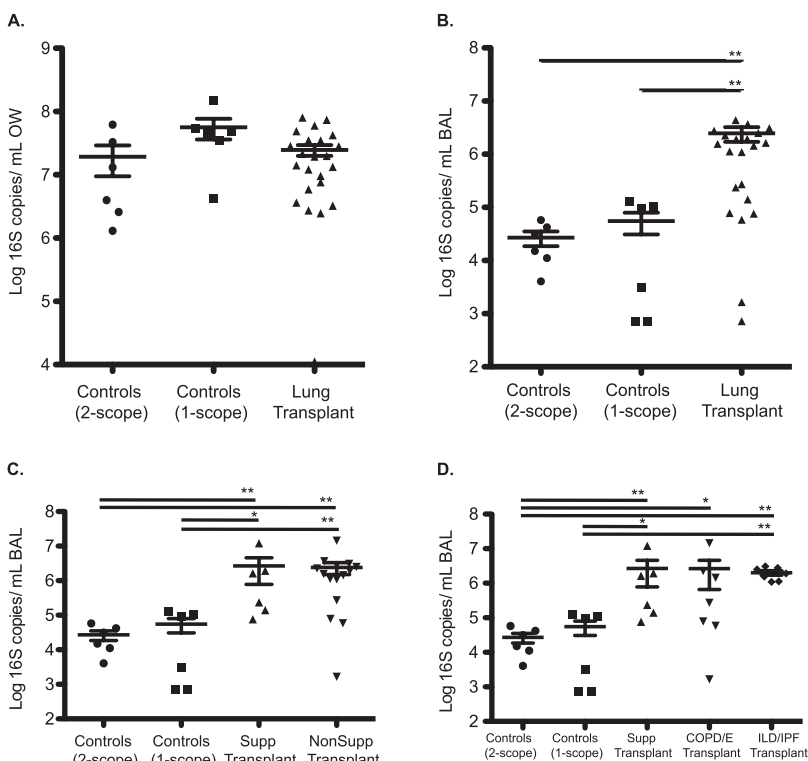 A.
9
8
7
6
5
4
Log 16S copies/ mL OW
Controls
(2-scope)
Controls
(1-scope)
Lung
Transplant
B.
8
7
6
5
4
3
2
Log 16S copies/ mL BAL
**
**
Controls
(2-scope)
Controls
(1-scope)
Lung
Transplant
C.
8
7
6
5
4
3
2
Log 16S copies/ mL BAL
**
**
*
**
Controls
(2-scope)
Controls
(1-scope)
Supp
Transplant
NonSupp
Transplant
D.
8
7
6
5
4
3
2
Log 16S copies/ mL BAL
**
*
**
*
**
Controls
(2-scope)
Controls
(1-scope)
Supp
Transplant
COPD/E
Transplant
ILD/IPF
Transplant